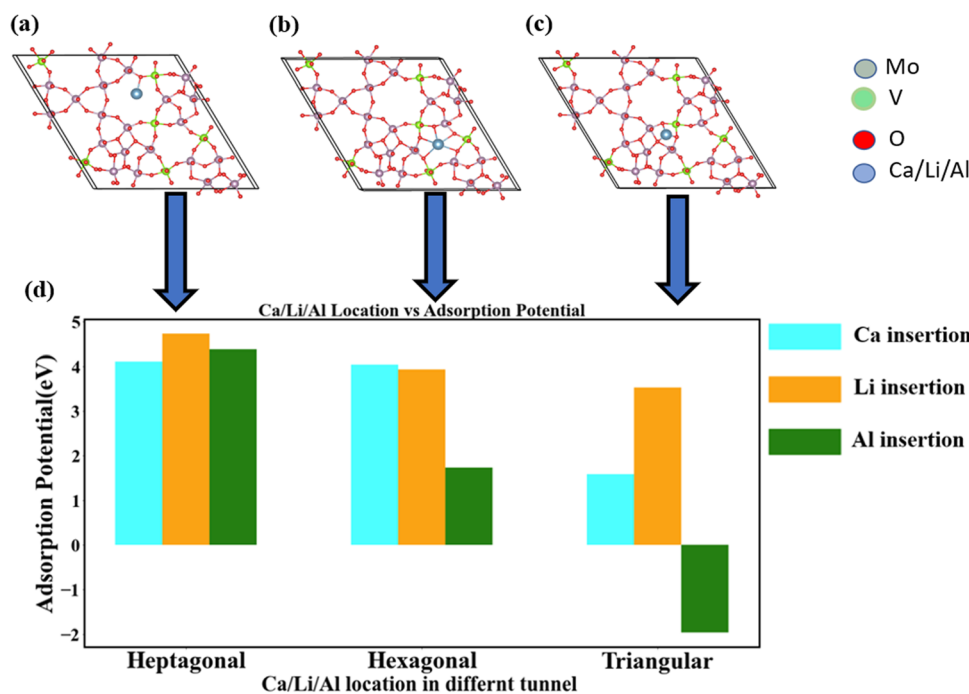 (a)
(b)
(c)
Mo
V
O
Ca/Li/Al
(d)
Ca/Li/Al Location vs Adsorption Potential
Adsorption Potential(eV)
5
4
3
2
1
0
−1
−2
Heptagonal
Hexagonal
Triangular
Ca/Li/Al location in differnt tunnel
Ca insertion
Li insertion
Al insertion